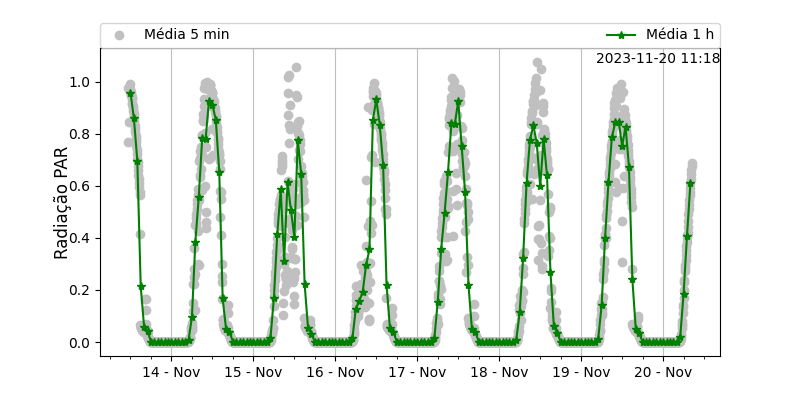 Média 5 min
Média 1 h
2023-11-20 11:18
1.0
0.8
0.6
0.4
0.2
0.0
Radiação PAR
14 - Nov
15 - Nov
16 - Nov
17 - Nov
18 - Nov
19 - Nov
20 - Nov